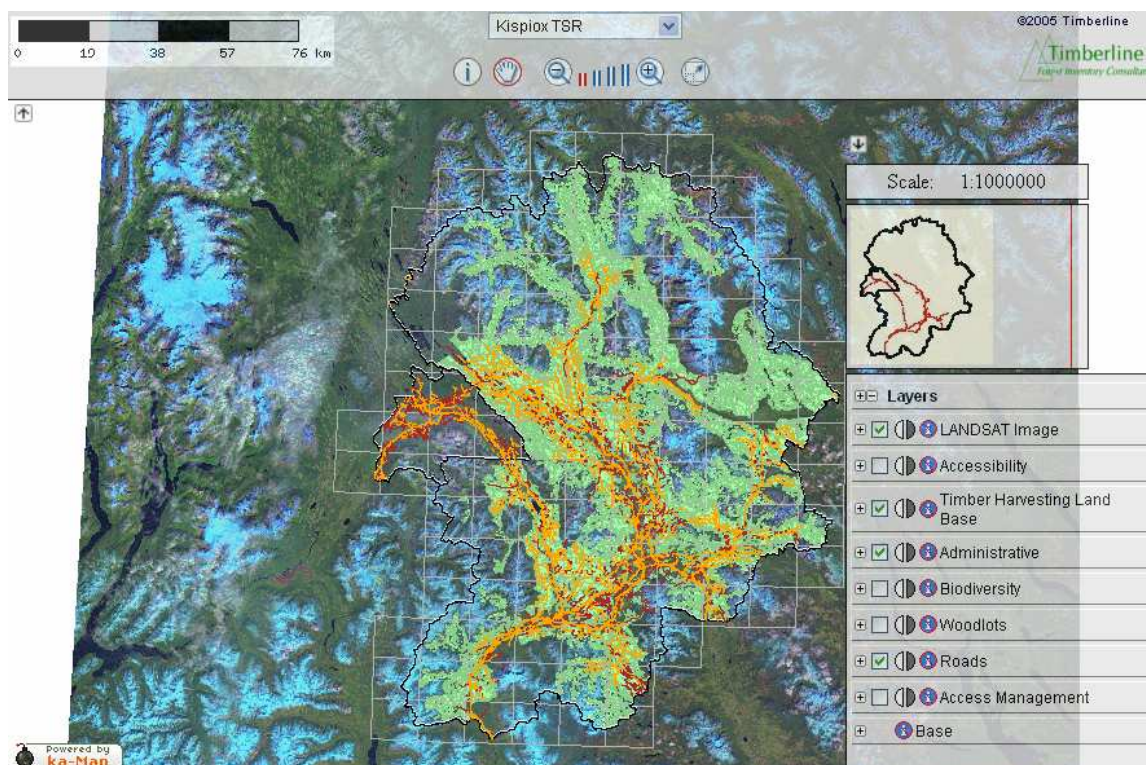 Kispiox TSR
©2005 Timberline
0 19 38 57 76 km
Timberline
Forest Inventory Consultan
Scale: 1:1000000
Layers
LANDSAT Image
Accessibility
Timber Harvesting Land
Base
Administrative
Biodiversity
Woodlots
Roads
Access Management
Base
Powered by
ka-Map